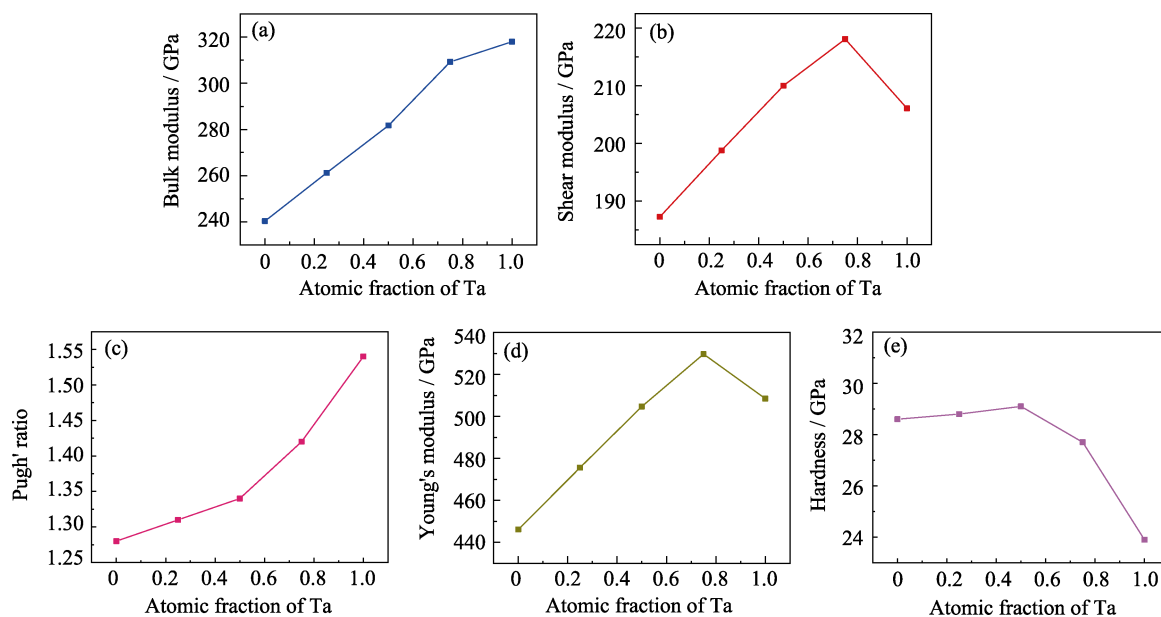 (a)
Bulk modulus / GPa
320
300
280
260
240
0 0.2 0.4 0.6 0.8 1.0
Atomic fraction of Ta
(b)
Shear modulus / GPa
220
210
200
190
0 0.2 0.4 0.6 0.8 1.0
Atomic fraction of Ta
(c)
Pugh' ratio
1.55
1.50
1.45
1.40
1.35
1.30
1.25
0 0.2 0.4 0.6 0.8 1.0
Atomic fraction of Ta
(d)
Young's modulus / GPa
540
520
500
480
460
440
0 0.2 0.4 0.6 0.8 1.0
Atomic fraction of Ta
(e)
Hardness / GPa
32
30
28
26
24
0 0.2 0.4 0.6 0.8 1.0
Atomic fraction of Ta